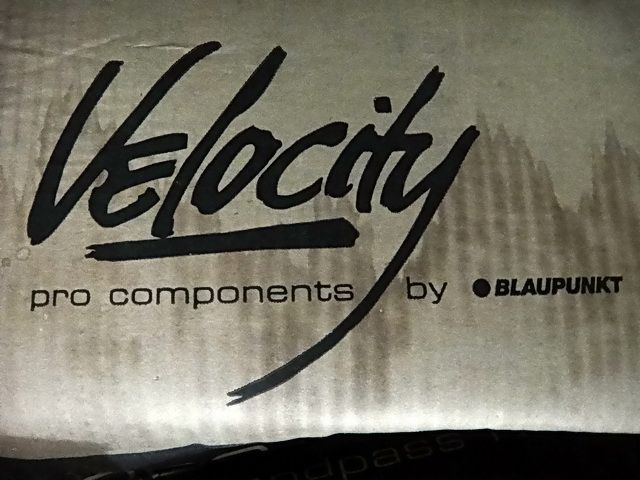 Velocity
pro components by BLAUPUNKT